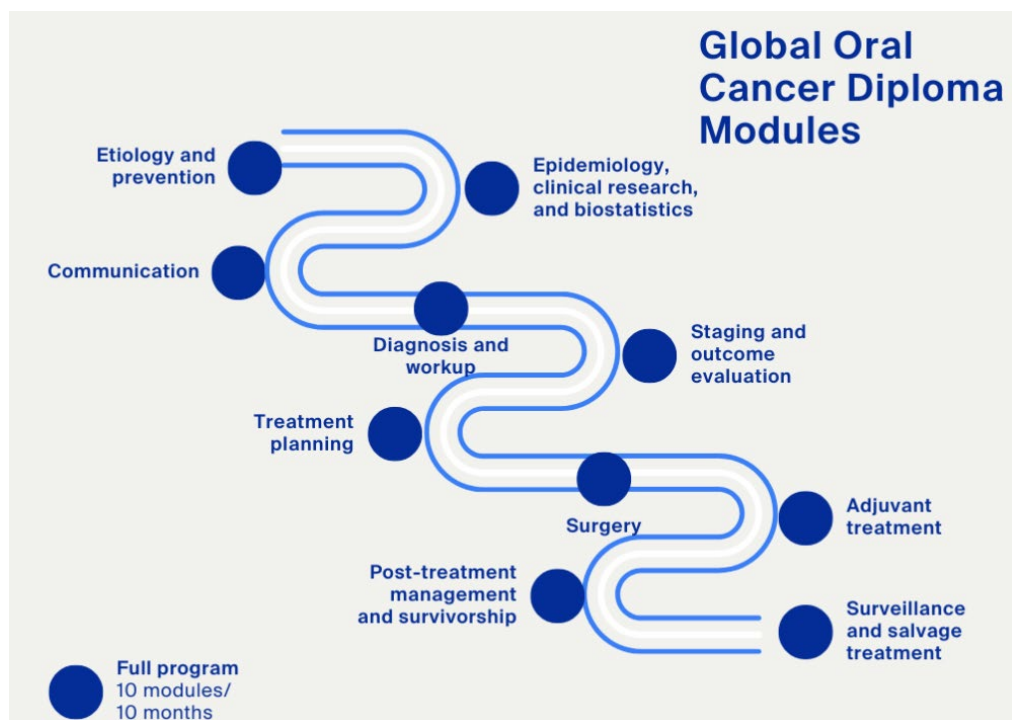 Global Oral
Cancer Diploma
Modules
Etiology and
prevention
Epidemiology,
clinical research,
and biostatistics
Communication
Diagnosis and
workup
Staging and
outcome
evaluation
Treatment
planning
Surgery
Adjuvant
treatment
Post-treatment
management
and survivorship
Surveillance
and salvage
treatment
Full program
10 modules/
10 months